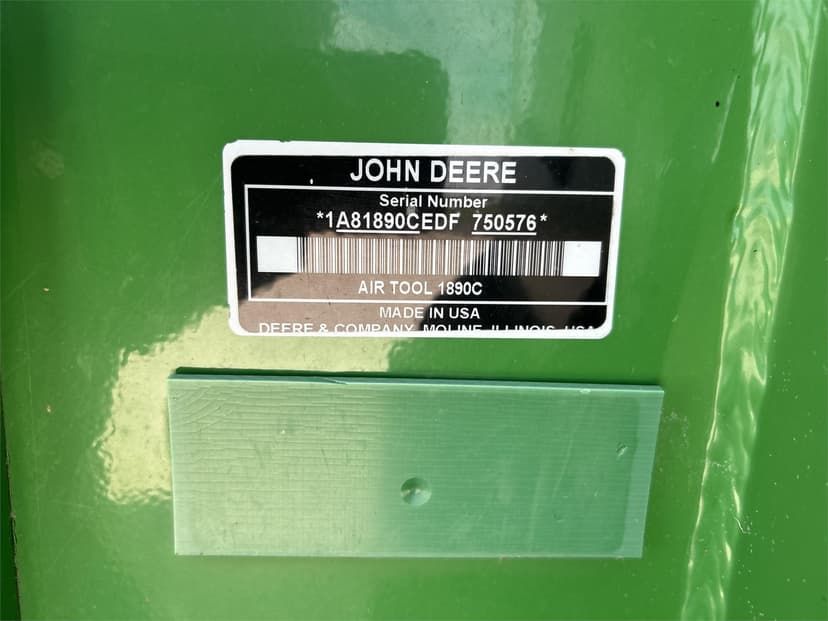 JOHN DEERE
Serial Number
*1A81890CEDF 750576*
AIR TOOL 1890C
MADE IN USA
DEERE & COMPANY, MOLINE, ILLINOIS, USA